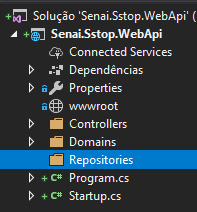 Solução 'Senai.Sstop.WebApi' (
Senai.Sstop.WebApi
Connected Services
Dependências
Properties
wwwroot
Controllers
Domains
Repositories
C# Program.cs
C# Startup.cs